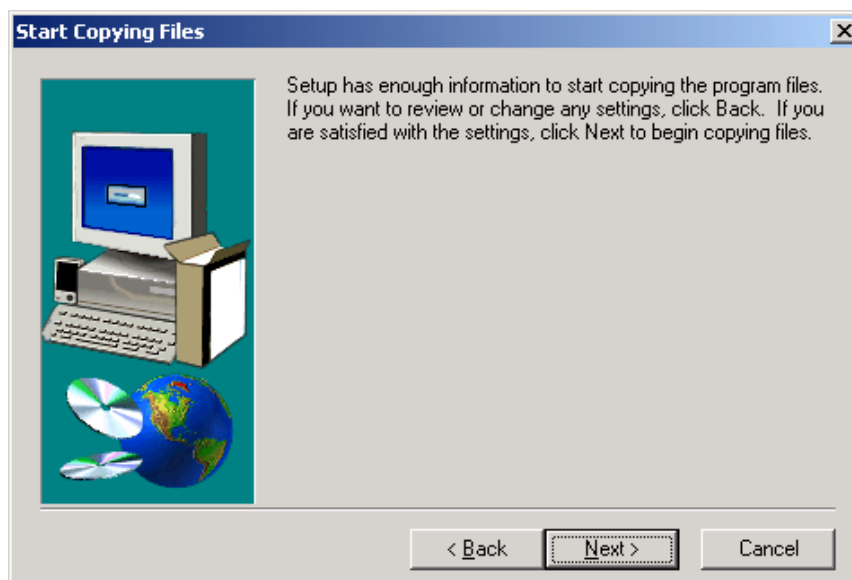 Start Copying Files
Setup has enough information to start copying the program files.
If you want to review or change any settings, click Back.  If you
are satisfied with the settings, click Next to begin copying files.
< Back
Next >
Cancel